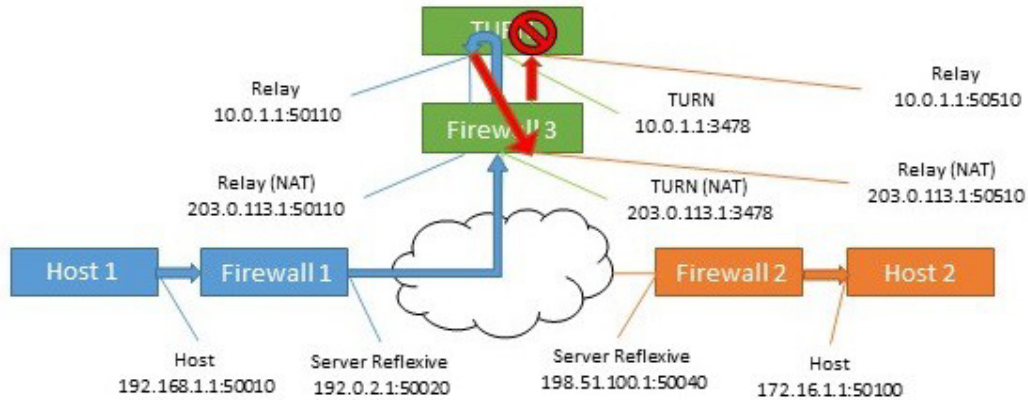 TURN
Relay
10.0.1.1:50110
TURN
10.0.1.1:3478
Relay
10.0.1.1:50510
Firewall 3
Relay (NAT)
203.0.113.1:50110
TURN (NAT)
203.0.113.1:3478
Relay (NAT)
203.0.113.1:50510
Host 1
Firewall 1
Firewall 2
Host 2
Host
192.168.1.1:50010
Server Reflexive
192.0.2.1:50020
Server Reflexive
198.51.100.1:50040
Host
172.16.1.1:50100